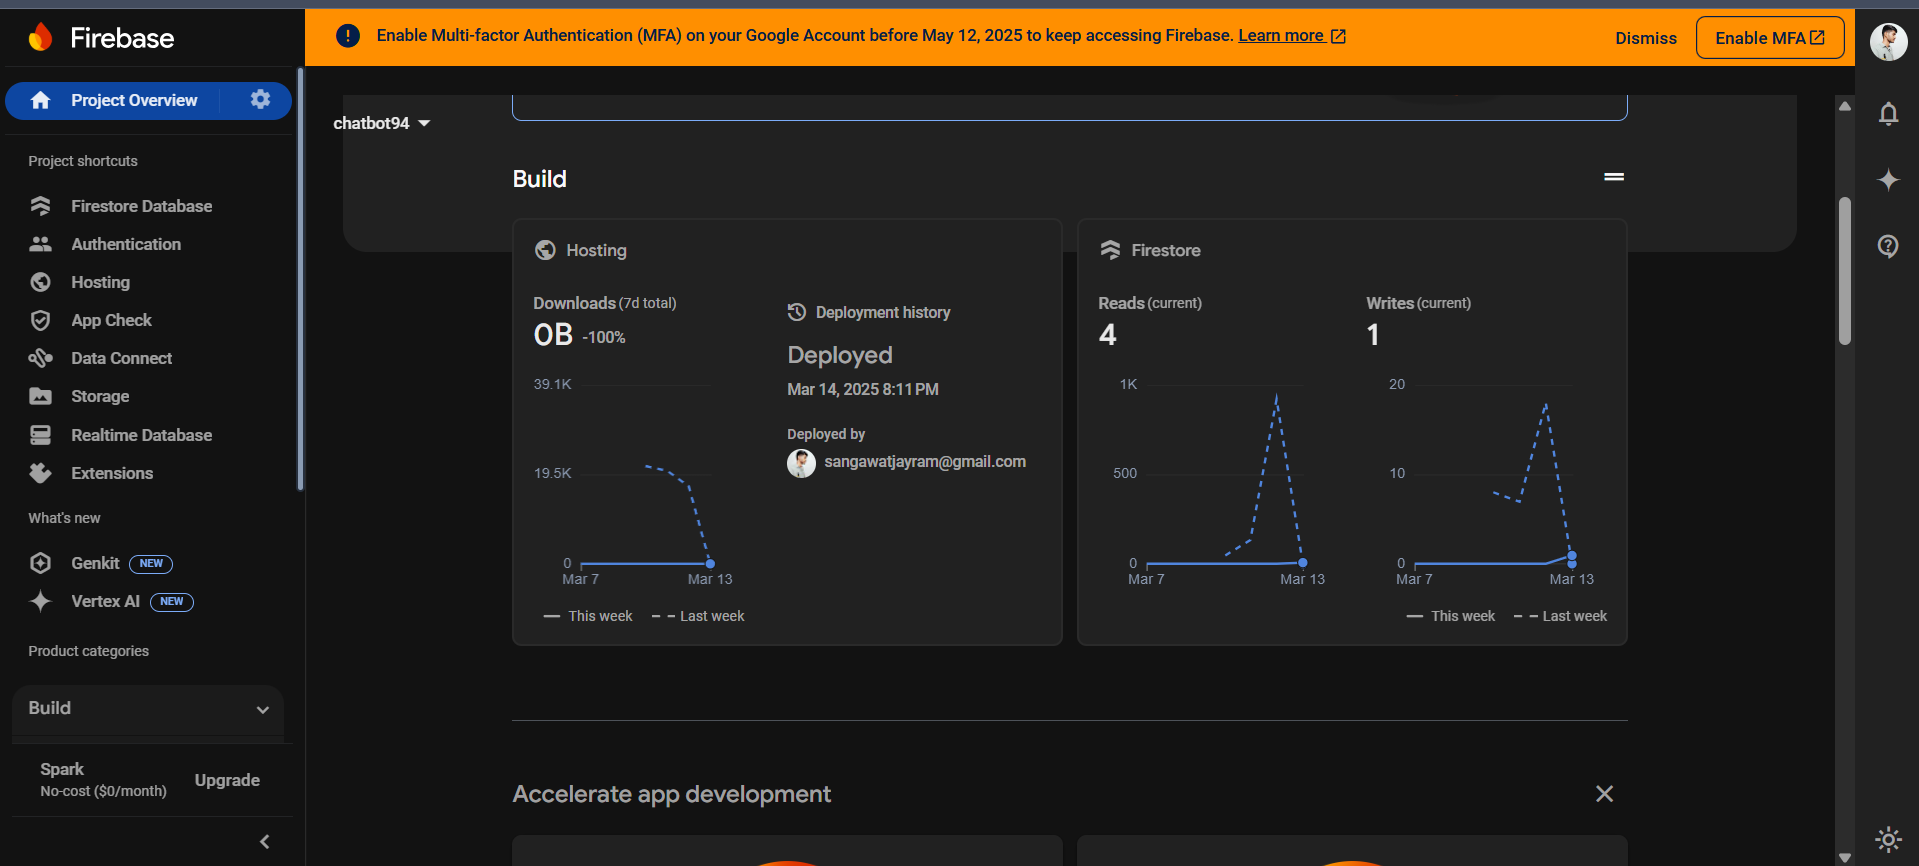 Firebase
Enable Multi-factor Authentication (MFA) on your Google Account before May 12, 2025 to keep accessing Firebase. Learn more
Dismiss
Enable MFA
Project Overview
Project shortcuts
Firestore Database
Authentication
Hosting
App Check
Data Connect
Storage
Realtime Database
Extensions
What's new
Genkit NEW
Vertex AI NEW
Product categories
Build
Spark
No-cost ($0/month)
Upgrade
chatbot94
Build
Hosting
Downloads (7d total)
0B -100%
39.1K
19.5K
0
Mar 7 Mar 13
This week Last week
Deployment history
Deployed
Mar 14, 2025 8:11 PM
Deployed by
sangawatjayram@gmail.com
Firestore
Reads (current)
4
1K
500
0
Mar 7 Mar 13
Writes (current)
1
20
10
0
Mar 7 Mar 13
This week Last week
Accelerate app development